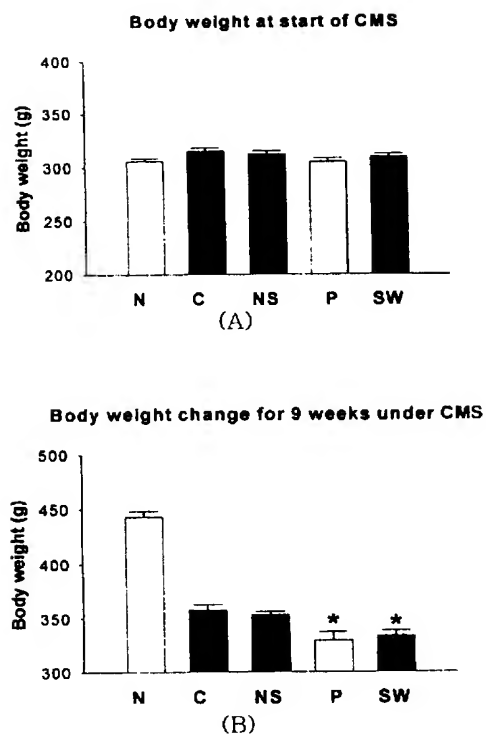 Body weight at start of CMS
Body weight (g)
400
350
300
250
200
N C NS P SW
(A)
Body weight change for 9 weeks under CMS
Body weight (g)
500
450
400
350
300
* *
N C NS P SW
(B)